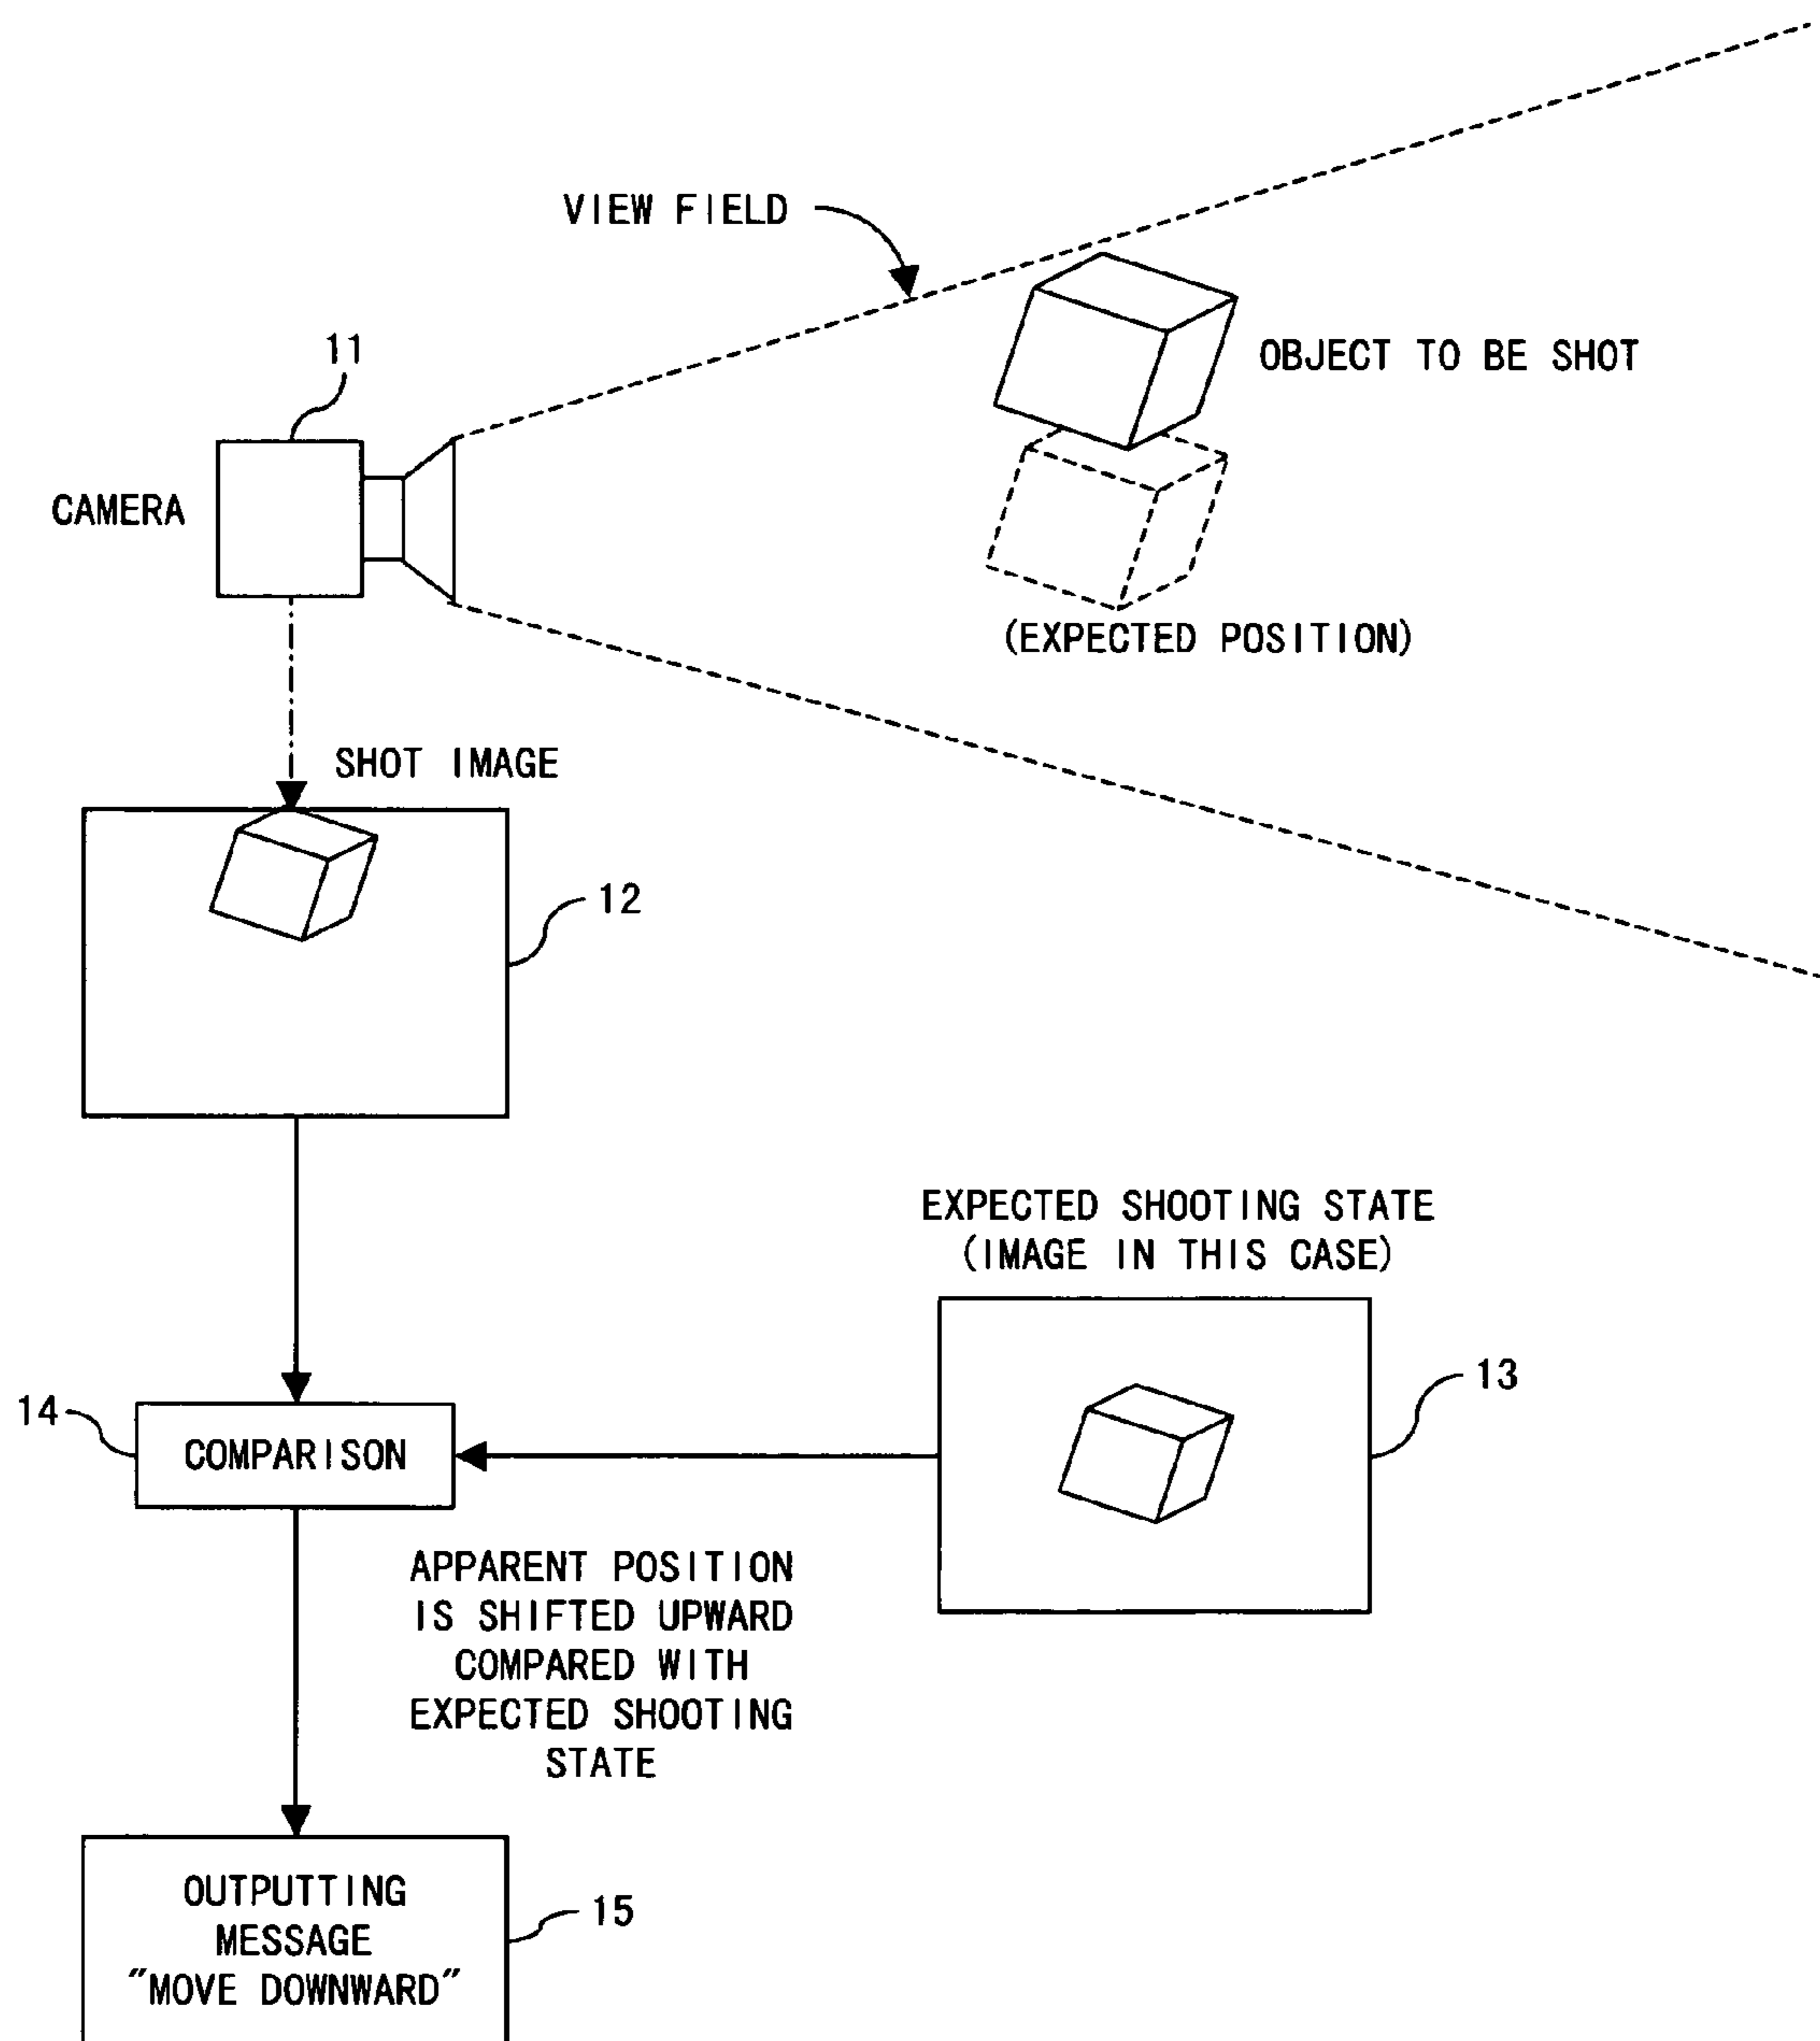 VIEW FIELD
11
OBJECT TO BE SHOT
CAMERA
(EXPECTED POSITION)
SHOT IMAGE
12
EXPECTED SHOOTING STATE
(IMAGE IN THIS CASE)
13
14
COMPARISON
APPARENT POSITION
IS SHIFTED UPWARD
COMPARED WITH
EXPECTED SHOOTING
STATE
OUTPUTTING
MESSAGE
"MOVE DOWNWARD"
15